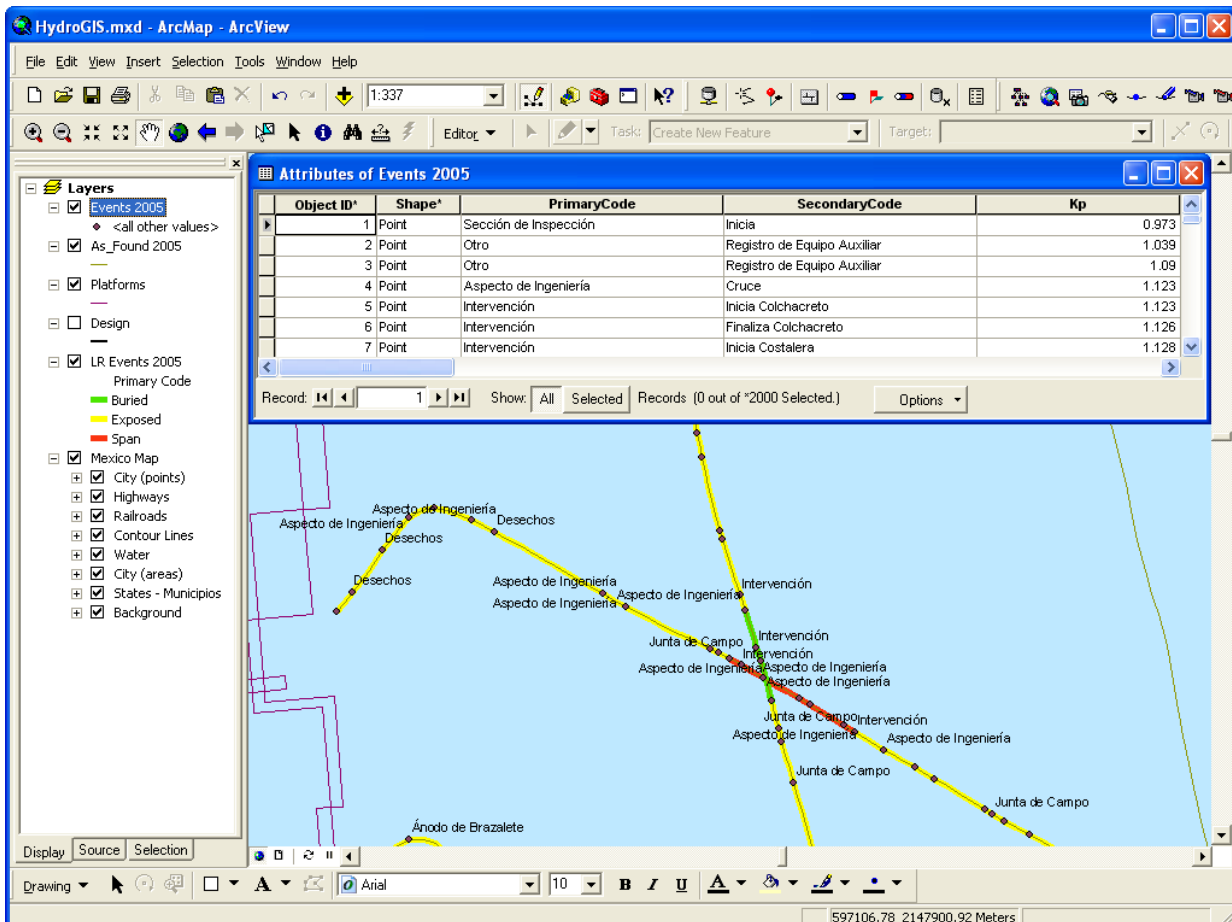 HydroGIS.mxd - ArcMap - ArcView
File Edit View Insert Selection Tools Window Help
1:337
Editor Task: Create New Feature Target:
Layers
Events 2005
<all other values>
As_Found 2005
Platforms
Design
LR Events 2005
Primary Code
Buried
Exposed
Span
Mexico Map
City (points)
Highways
Railroads
Contour Lines
Water
City (areas)
States - Municipios
Background
Display Source Selection
Attributes of Events 2005
Object ID* Shape* PrimaryCode SecondaryCode Kp
1 Point Sección de Inspección Inicia 0.973
2 Point Otro Registro de Equipo Auxiliar 1.039
3 Point Otro Registro de Equipo Auxiliar 1.09
4 Point Aspecto de Ingeniería Cruce 1.123
5 Point Intervención Inicia Colchacreto 1.123
6 Point Intervención Finaliza Colchacreto 1.126
7 Point Intervención Inicia Costalera 1.128
Record: 1 Show: All Selected Records (0 out of *2000 Selected.) Options
Aspecto de Ingeniería
Aspecto de Ingeniería
Desechos
Desechos
Desechos
Aspecto de Ingeniería
Aspecto de Ingeniería
Aspecto de Ingeniería
Intervención
Intervención
Junta de Campo
Intervención
Aspecto de Ingeniería
Aspecto de Ingeniería
Aspecto de Ingeniería
Junta de Campo
Intervención
Aspecto de Ingeniería
Aspecto de Ingeniería
Junta de Campo
Junta de Campo
Ánodo de Brazalete
Drawing A Arial 10 B I U A
597106.78 2147900.92 Meters